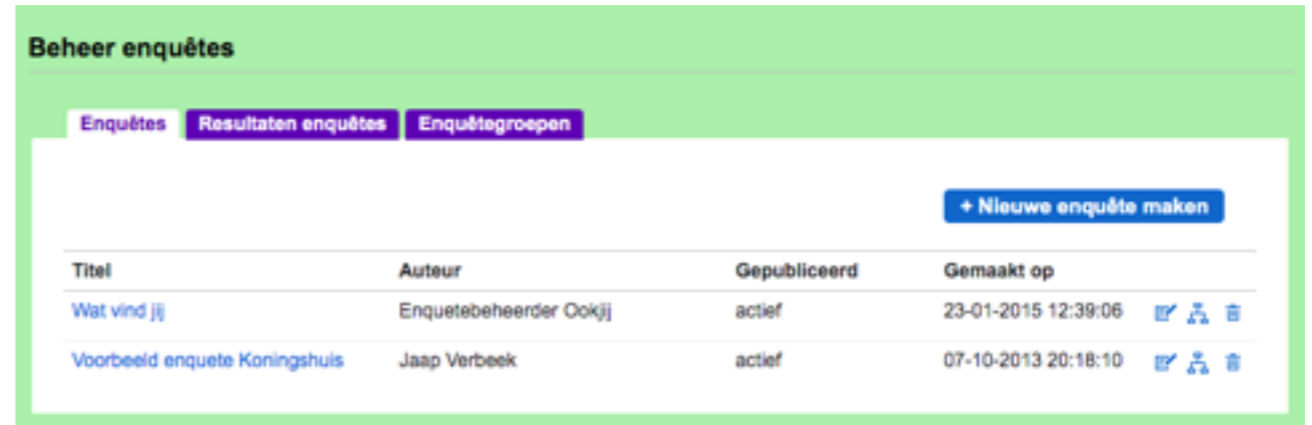 Beheer enquêtes
Enquêtes Resultaten enquêtes Enquêtegroepen
+ Nieuwe enquête maken
Titel Auteur Gepubliceerd Gemaakt op
Wat vind jij Enquetebeheerder Ookjij actief 23-01-2015 12:39:06
Voorbeeld enquete Koningshuis Jaap Verbeek actief 07-10-2013 20:18:10